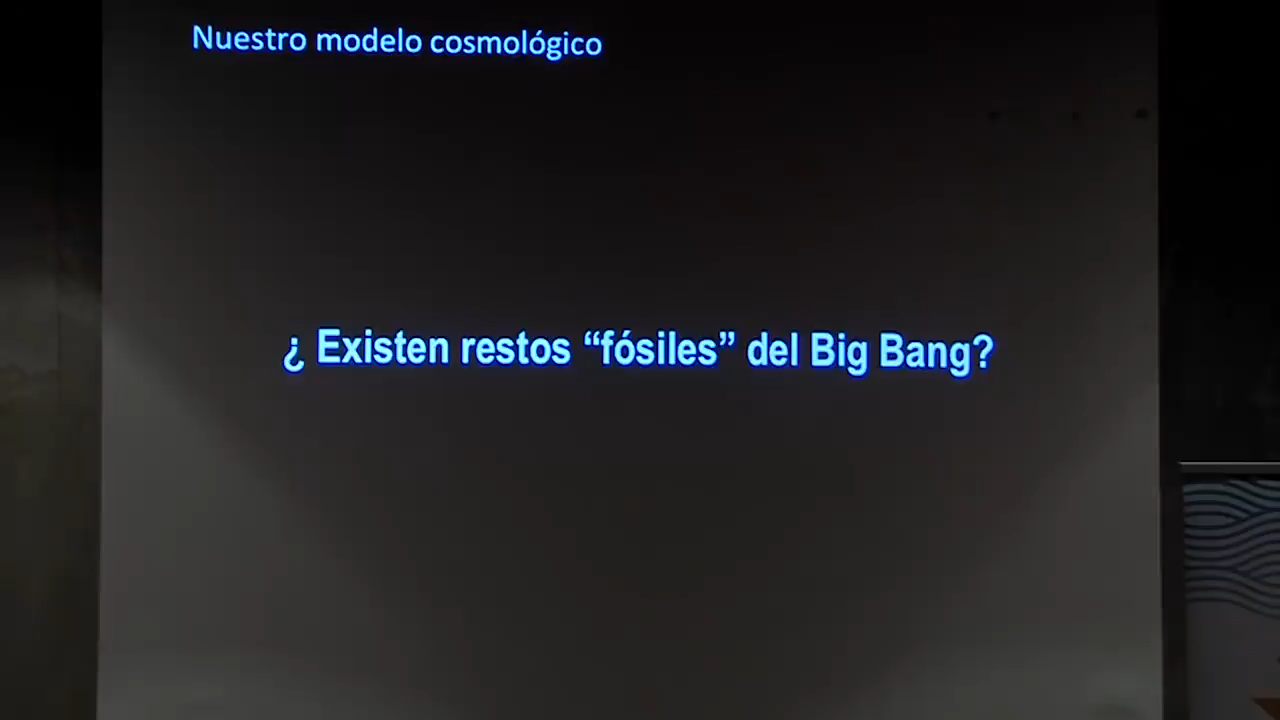 Nuestro modelo cosmológico
¿ Existen restos “fósiles” del Big Bang?